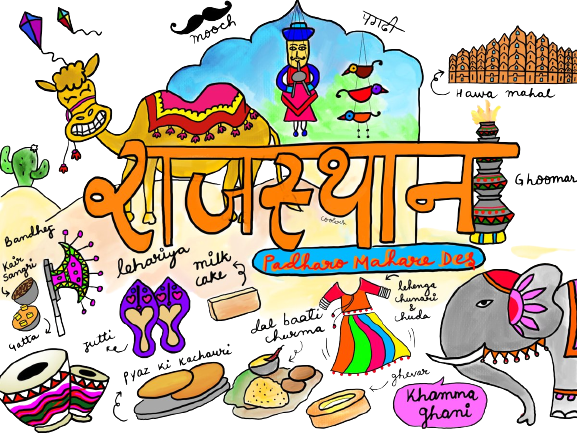 mooch
पगड़ी
Hawa mahal
राजस्थान
Ghoomar
Bandhej
lehariya
Padharo Mahare Des
Kair
Sangri
milk
cake
lehenga
chunari
&
chuda
Gatta
jutti
dal baati
churma
pyaz ki kachauri
ghevar
Khamma
ghani